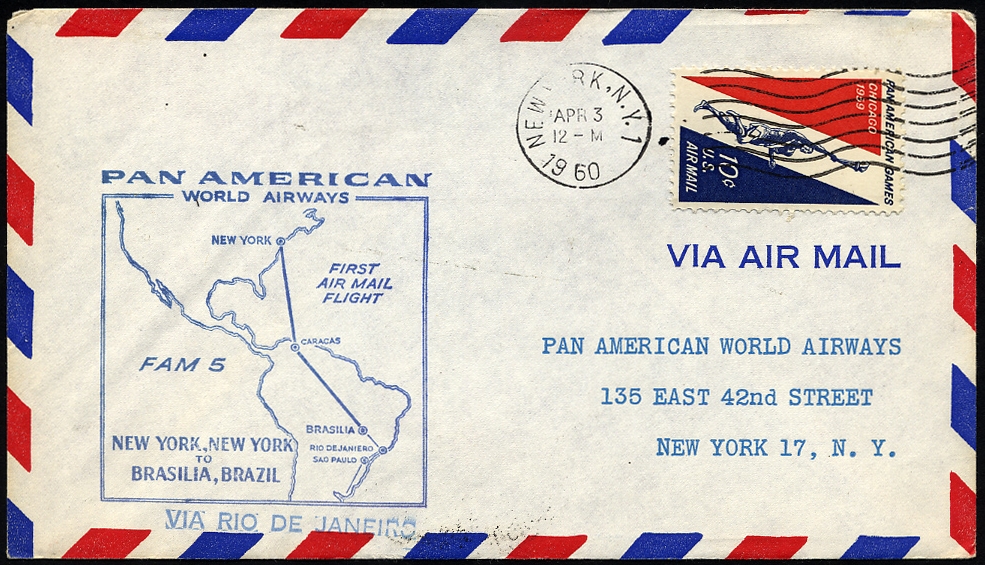 PAN AMERICAN
WORLD AIRWAYS
NEW YORK
FIRST
AIR MAIL
FLIGHT
CARACAS
FAM 5
BRASILIA
RIO DE JANIERO
SAO PAULO
NEW YORK, NEW YORK
TO
BRASILIA, BRAZIL
VIA RIO DE JANEIRO
NEW YORK, N.Y. 1
APR 3
12 - M
1960
PAN AMERICAN GAMES
CHICAGO
1959
10¢
U.S.
AIR MAIL
VIA AIR MAIL
PAN AMERICAN WORLD AIRWAYS
135 EAST 42nd STREET
NEW YORK 17, N. Y.